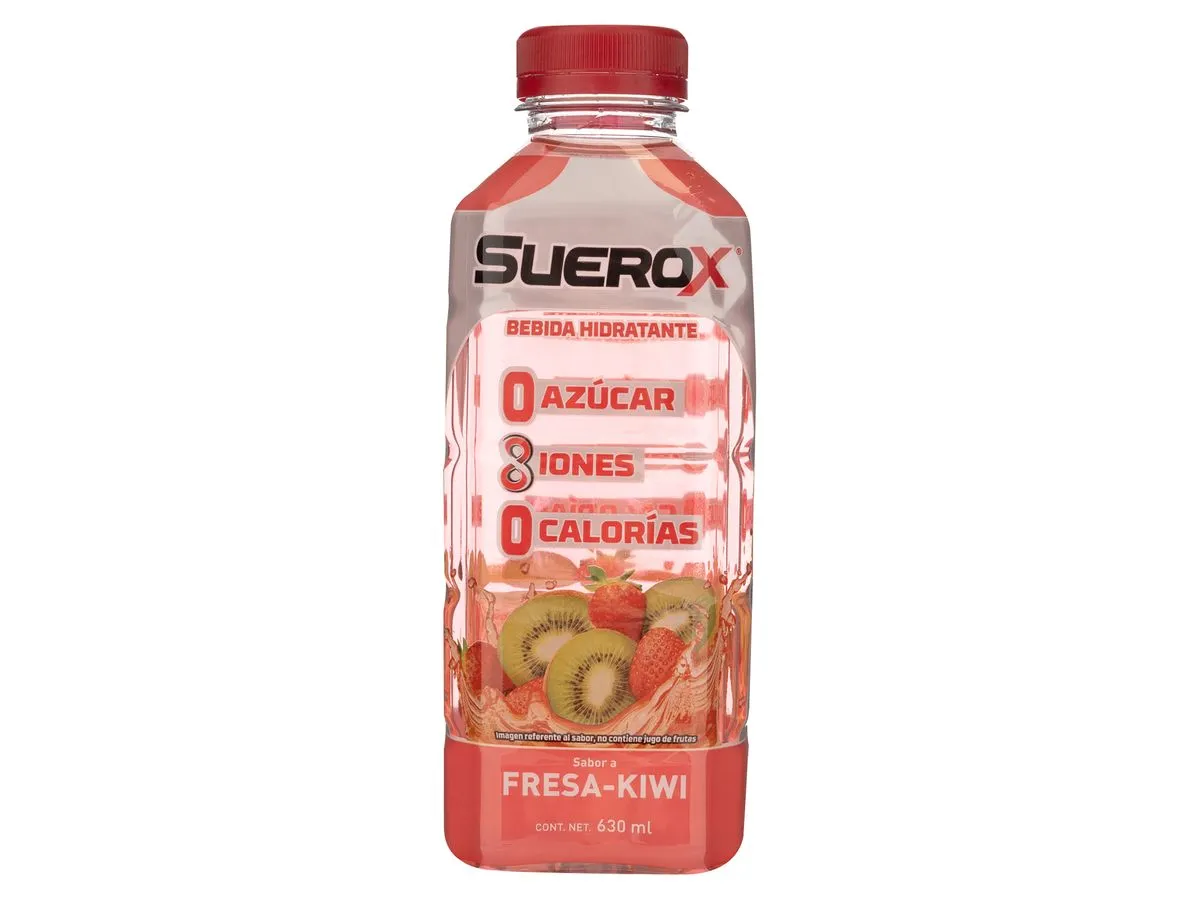 SUEROX®
BEBIDA HIDRATANTE
0 AZÚCAR
8 IONES
0 CALORÍAS
Imagen referente al sabor, no contiene jugo de frutas
Sabor a
FRESA-KIWI
CONT. NET. 630 ml